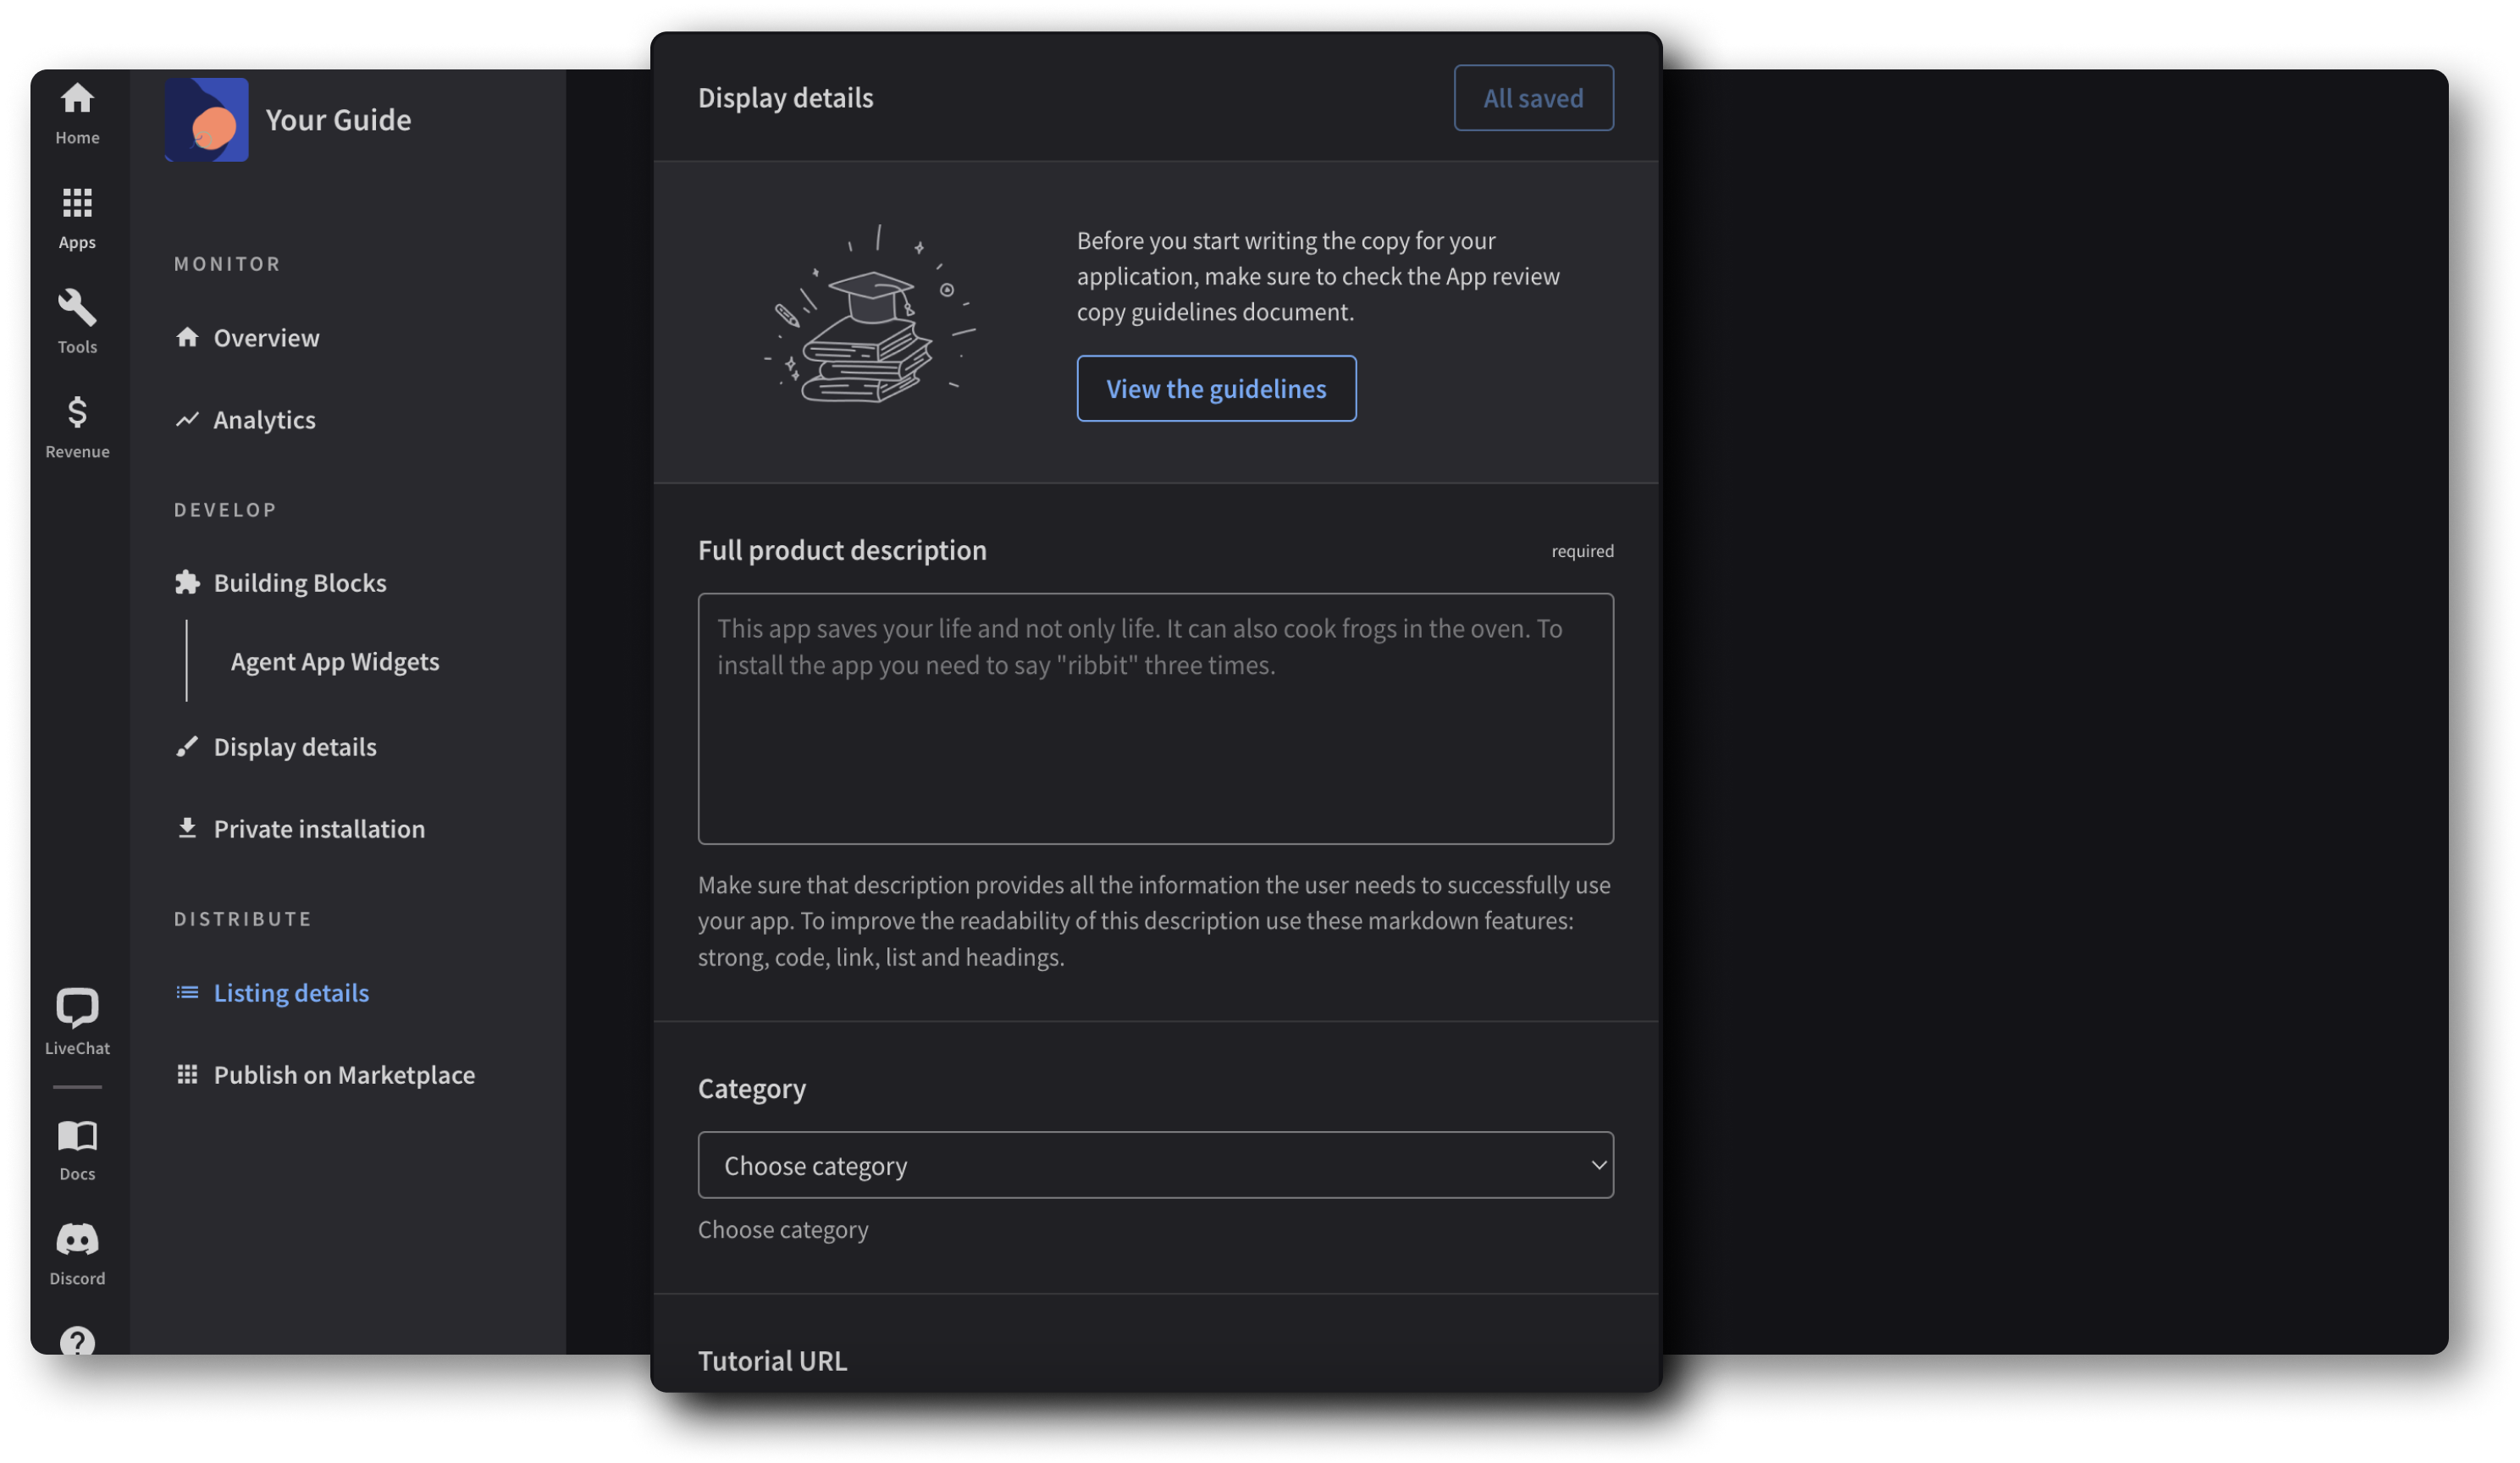 Home
Apps
Tools
Revenue
LiveChat
Docs
Discord
Your Guide
MONITOR
Overview
Analytics
DEVELOP
Building Blocks
Agent App Widgets
Display details
Private installation
DISTRIBUTE
Listing details
Publish on Marketplace
Display details
All saved
Before you start writing the copy for your
application, make sure to check the App review
copy guidelines document.
View the guidelines
Full product description
required
This app saves your life and not only life. It can also cook frogs in the oven. To
install the app you need to say "ribbit" three times.
Make sure that description provides all the information the user needs to successfully use
your app. To improve the readability of this description use these markdown features:
strong, code, link, list and headings.
Category
Choose category
Choose category
Tutorial URL